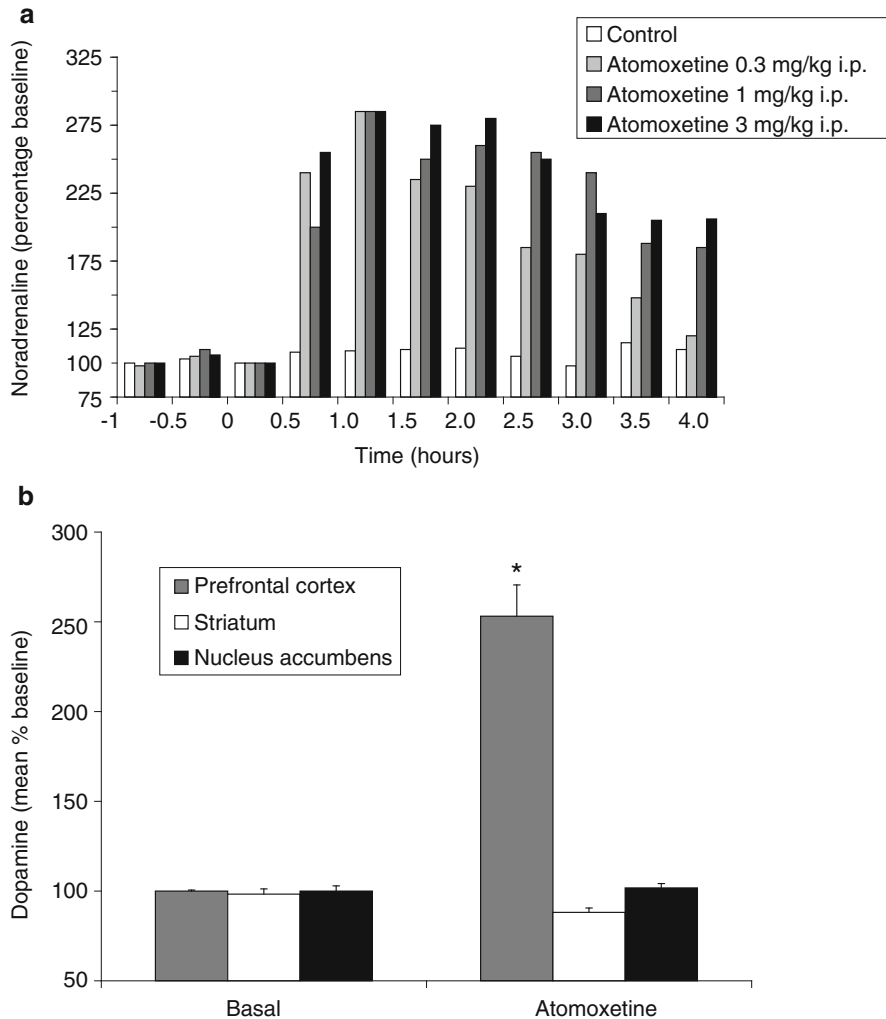 a
Control
Atomoxetine 0.3 mg/kg i.p.
Atomoxetine 1 mg/kg i.p.
Atomoxetine 3 mg/kg i.p.
Noradrenaline (percentage baseline)
325
275
225
175
125
100
75
-1 -0.5 0 0.5 1.0 1.5 2.0 2.5 3.0 3.5 4.0
Time (hours)
b
Dopamine (mean % baseline)
300
250
200
150
100
50
Prefrontal cortex
Striatum
Nucleus accumbens
*
Basal Atomoxetine